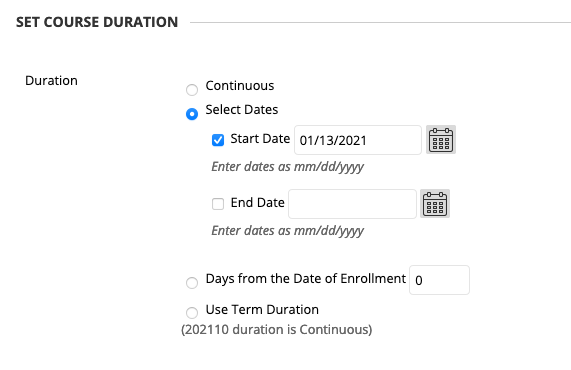 SET COURSE DURATION
Duration
Continuous
Select Dates
Start Date 01/13/2021
Enter dates as mm/dd/yyyy
End Date
Enter dates as mm/dd/yyyy
Days from the Date of Enrollment 0
Use Term Duration
(202110 duration is Continuous)